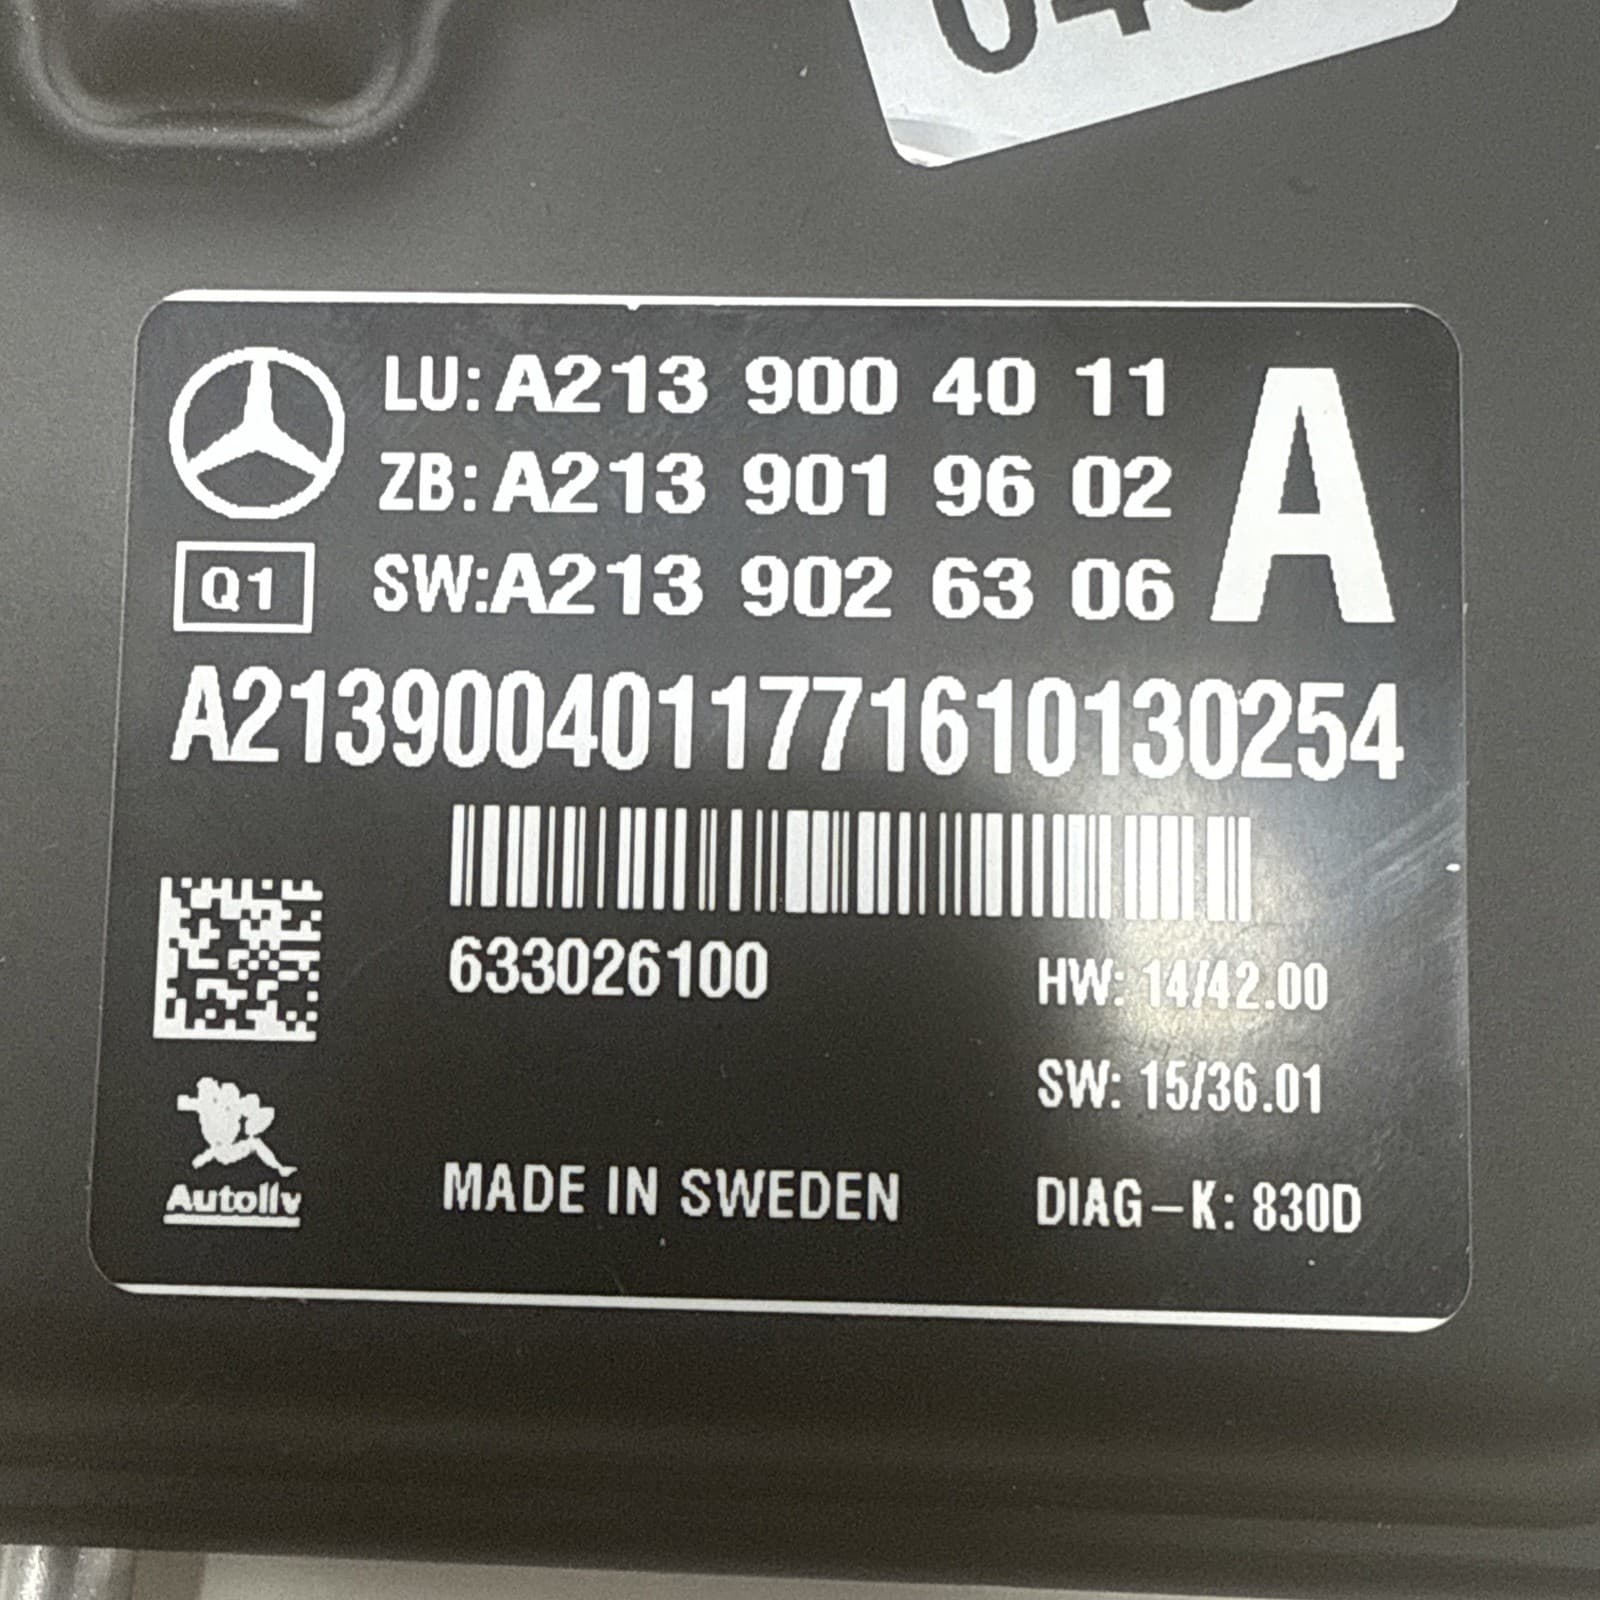 LU: A213 900 40 11
ZB: A213 901 96 02
SW:A213 902 63 06
A
Q1
A2139004011771610130254
633026100
HW: 14/42.00
SW: 15/36.01
Autoliv
MADE IN SWEDEN
DIAG-K: 830D